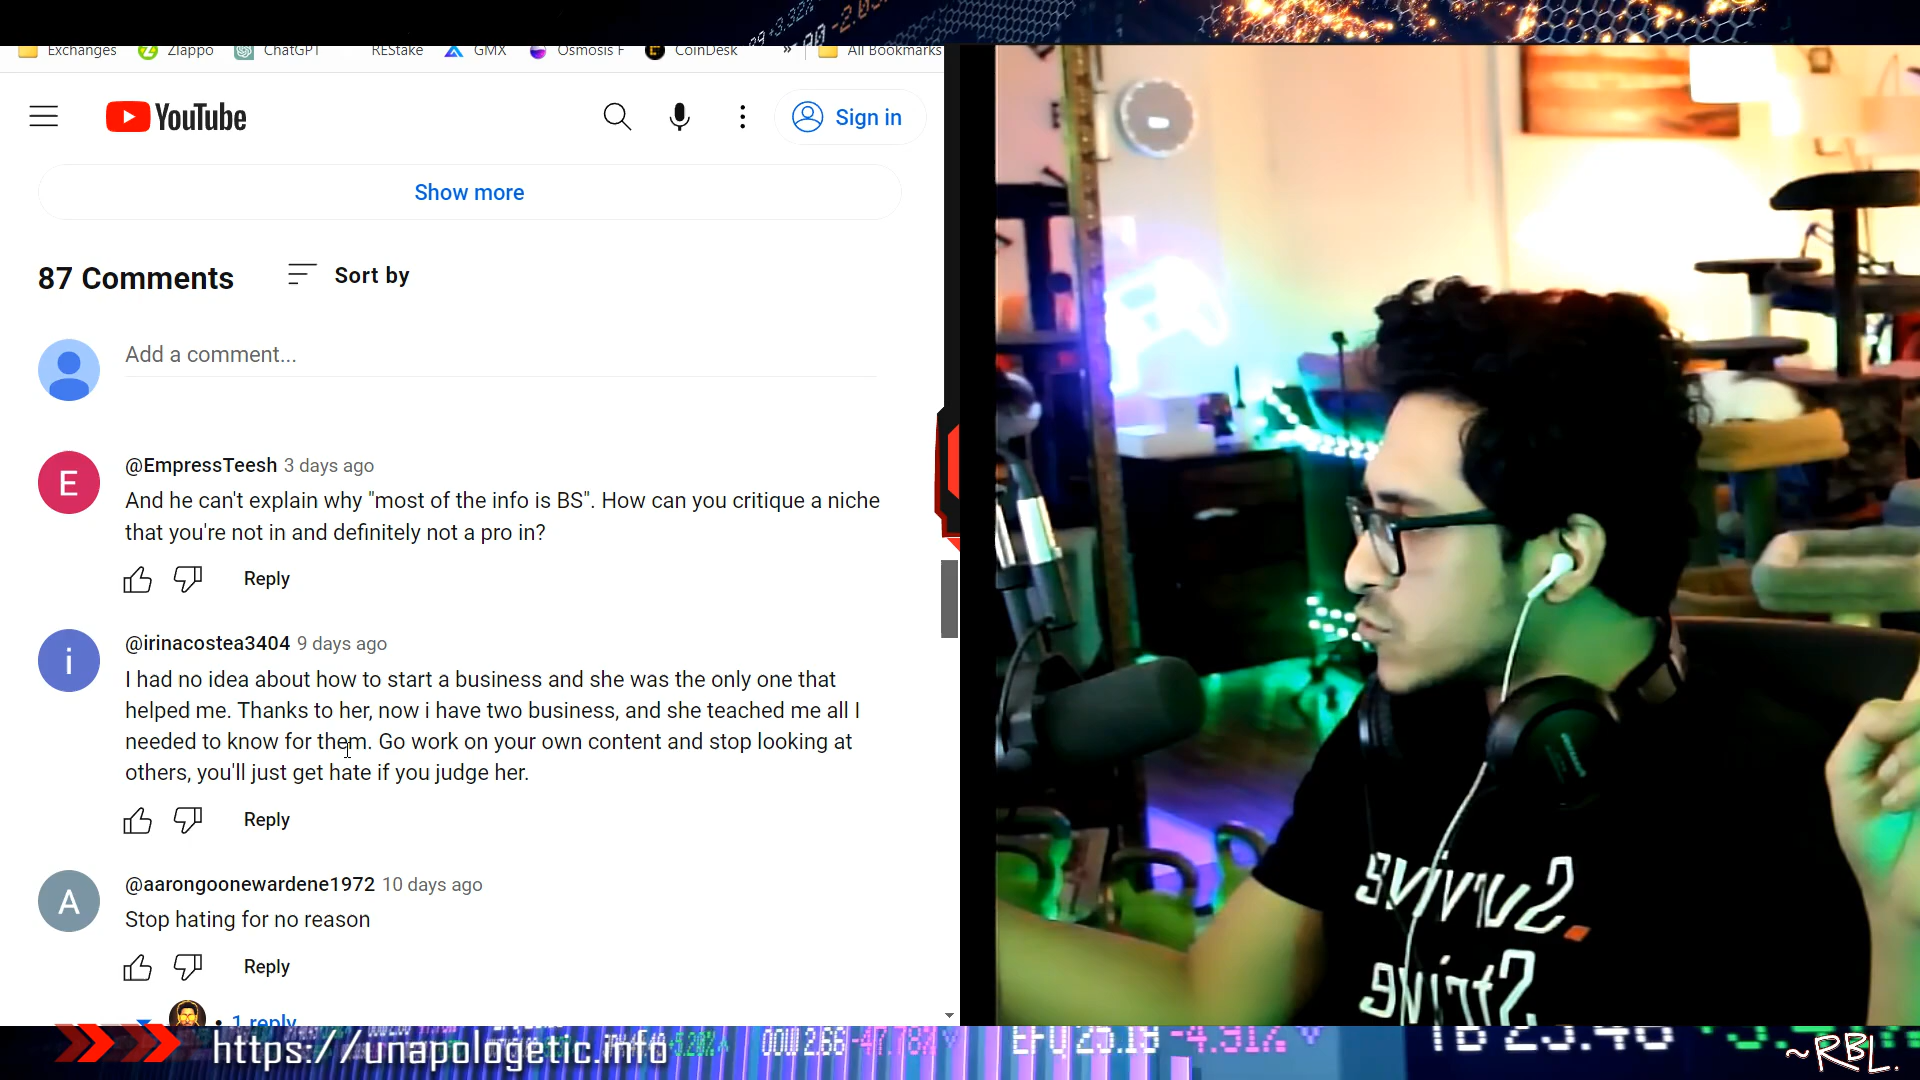 Exchanges Zlappo ChatGPT REStake GMX Osmosis F CoinDesk » All Bookmarks
YouTube
Sign in
Show more
87 Comments Sort by
Add a comment...
E
@EmpressTeesh 3 days ago
And he can't explain why "most of the info is BS". How can you critique a niche
that you're not in and definitely not a pro in?
Reply
i
@irinacostea3404 9 days ago
I had no idea about how to start a business and she was the only one that
helped me. Thanks to her, now i have two business, and she teached me all I
needed to know for them. Go work on your own content and stop looking at
others, you'll just get hate if you judge her.
Reply
A
@aarongoonewardene1972 10 days ago
Stop hating for no reason
Reply
• 1 reply
Survive.
Strive
https://unapologetic.info
~RBL.